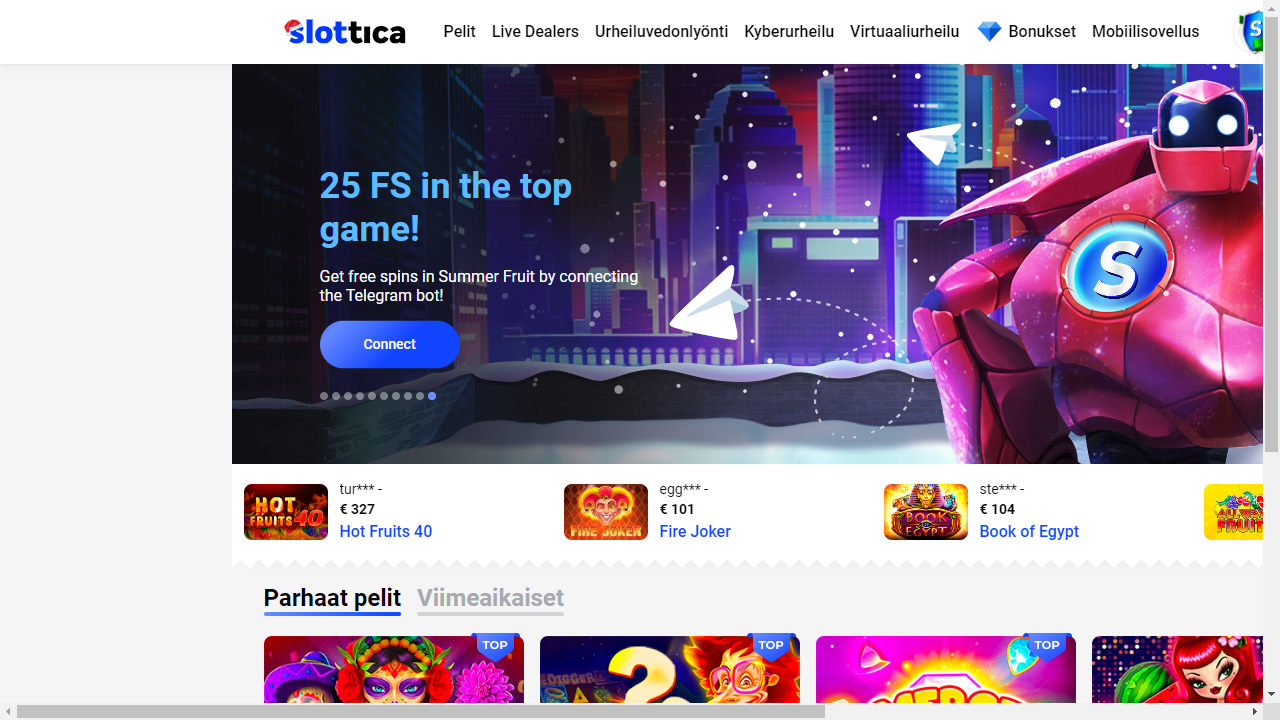 slottica
Pelit
Live Dealers
Urheiluvedonlyönti
Kyberurheilu
Virtuaaliurheilu
Bonukset
Mobiilisovellus
25 FS in the top
game!
Get free spins in Summer Fruit by connecting
the Telegram bot!
Connect
S
HOT
FRUITS 40
tur*** -
€ 327
Hot Fruits 40
FIRE JOKER
egg*** -
€ 101
Fire Joker
BOOK
OF
EGYPT
ste*** -
€ 104
Book of Egypt
Parhaat pelit
Viimeaikaiset
TOP
TOP
TOP